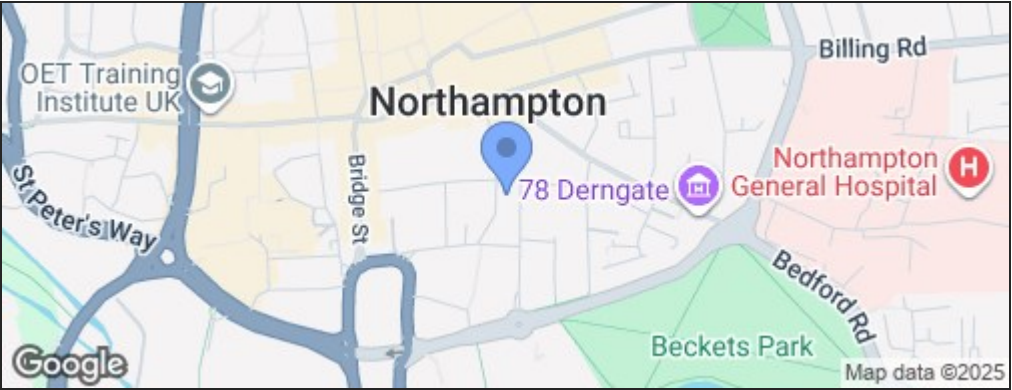 Billing Rd
OET Training
Institute UK
Northampton
Northampton
General Hospital
Bridge St
78 Derngate
St Peter's Way
Bedford Rd
Beckets Park
Google
Map data ©2025
H